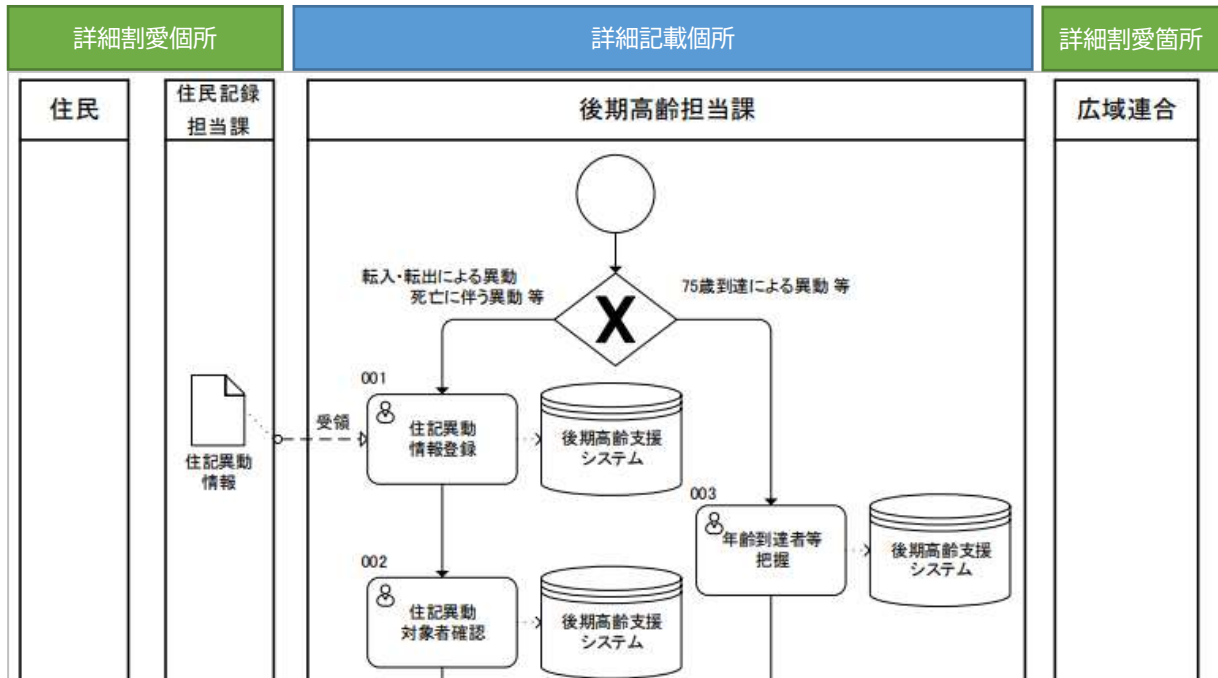 詳細割愛個所
詳細記載個所
詳細割愛箇所
住民
住民記録
担当課
後期高齢担当課
広域連合
転入・転出による異動
死亡に伴う異動 等
75歳到達による異動 等
X
001
受領
住記異動
情報登録
後期高齢支援
システム
住記異動
情報
003
年齢到達者等
把握
後期高齢支援
システム
002
住記異動
対象者確認
後期高齢支援
システム